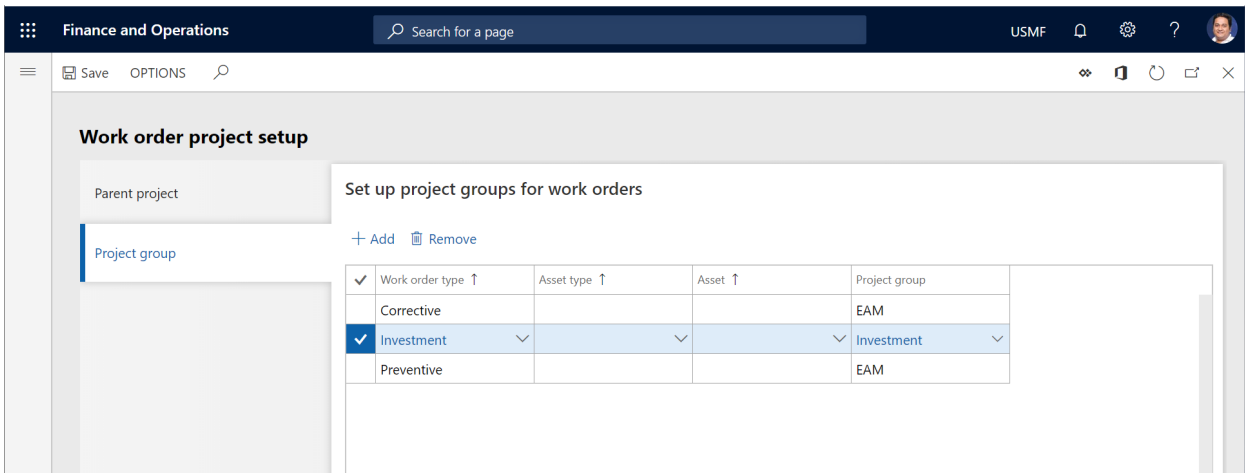 Finance and Operations Search for a page USMF ?
Save OPTIONS
Work order project setup
Parent project
Project group
Set up project groups for work orders
+ Add Remove
Work order type ↑ Asset type ↑ Asset ↑ Project group
Corrective EAM
Investment Investment
Preventive EAM